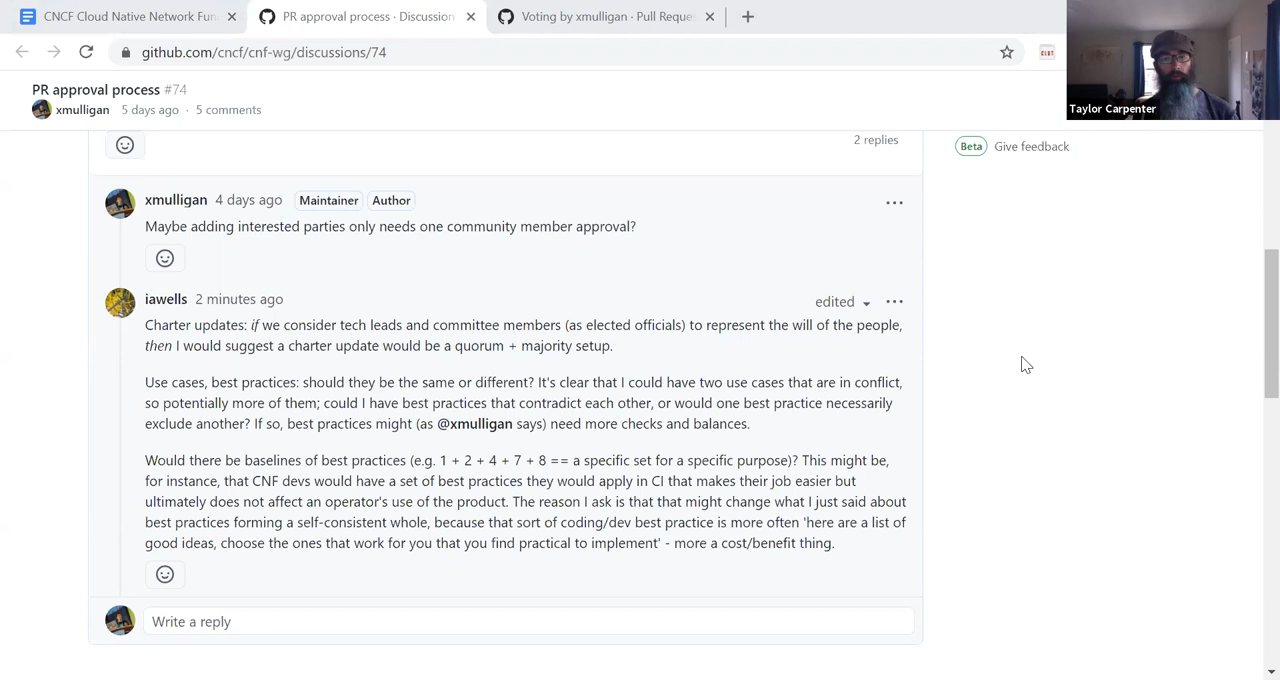 CNCF Cloud Native Network Fun
PR approval process · Discussion
Voting by xmulligan · Pull Reque
github.com/cncf/cnf-wg/discussions/74
PR approval process #74
xmulligan 5 days ago · 5 comments
Taylor Carpenter
2 replies
Beta Give feedback
xmulligan 4 days ago Maintainer Author
Maybe adding interested parties only needs one community member approval?
iawells 2 minutes ago edited
Charter updates: if we consider tech leads and committee members (as elected officials) to represent the will of the people,
then I would suggest a charter update would be a quorum + majority setup.
Use cases, best practices: should they be the same or different? It's clear that I could have two use cases that are in conflict,
so potentially more of them; could I have best practices that contradict each other, or would one best practice necessarily
exclude another? If so, best practices might (as @xmulligan says) need more checks and balances.
Would there be baselines of best practices (e.g. 1 + 2 + 4 + 7 + 8 == a specific set for a specific purpose)? This might be,
for instance, that CNF devs would have a set of best practices they would apply in CI that makes their job easier but
ultimately does not affect an operator's use of the product. The reason I ask is that that might change what I just said about
best practices forming a self-consistent whole, because that sort of coding/dev best practice is more often 'here are a list of
good ideas, choose the ones that work for you that you find practical to implement' - more a cost/benefit thing.
Write a reply